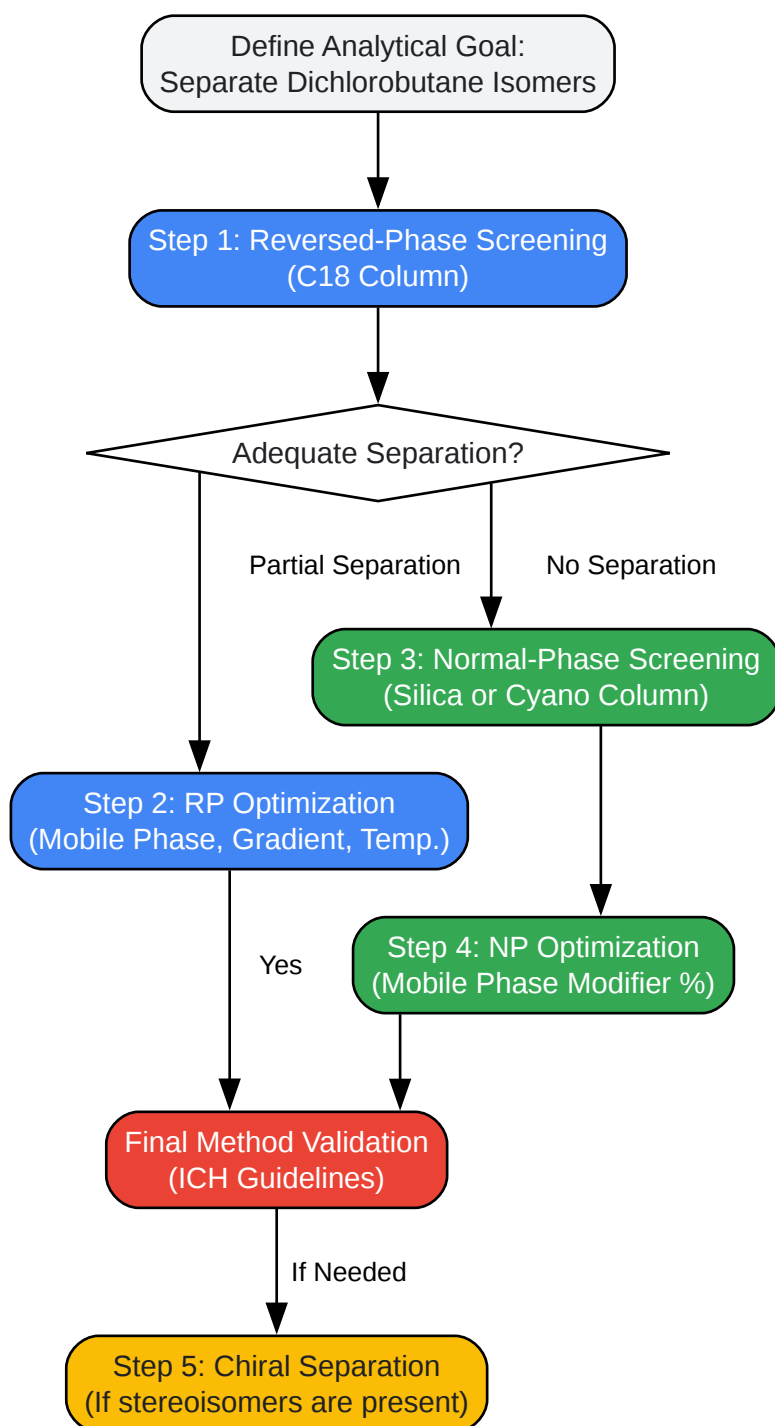 Define Analytical Goal:
Separate Dichlorobutane Isomers
Step 1: Reversed-Phase Screening
(C18 Column)
Adequate Separation?
Partial Separation
No Separation
Step 3: Normal-Phase Screening
(Silica or Cyano Column)
Step 2: RP Optimization
(Mobile Phase, Gradient, Temp.)
Step 4: NP Optimization
(Mobile Phase Modifier %)
Yes
Final Method Validation
(ICH Guidelines)
If Needed
Step 5: Chiral Separation
(If stereoisomers are present)